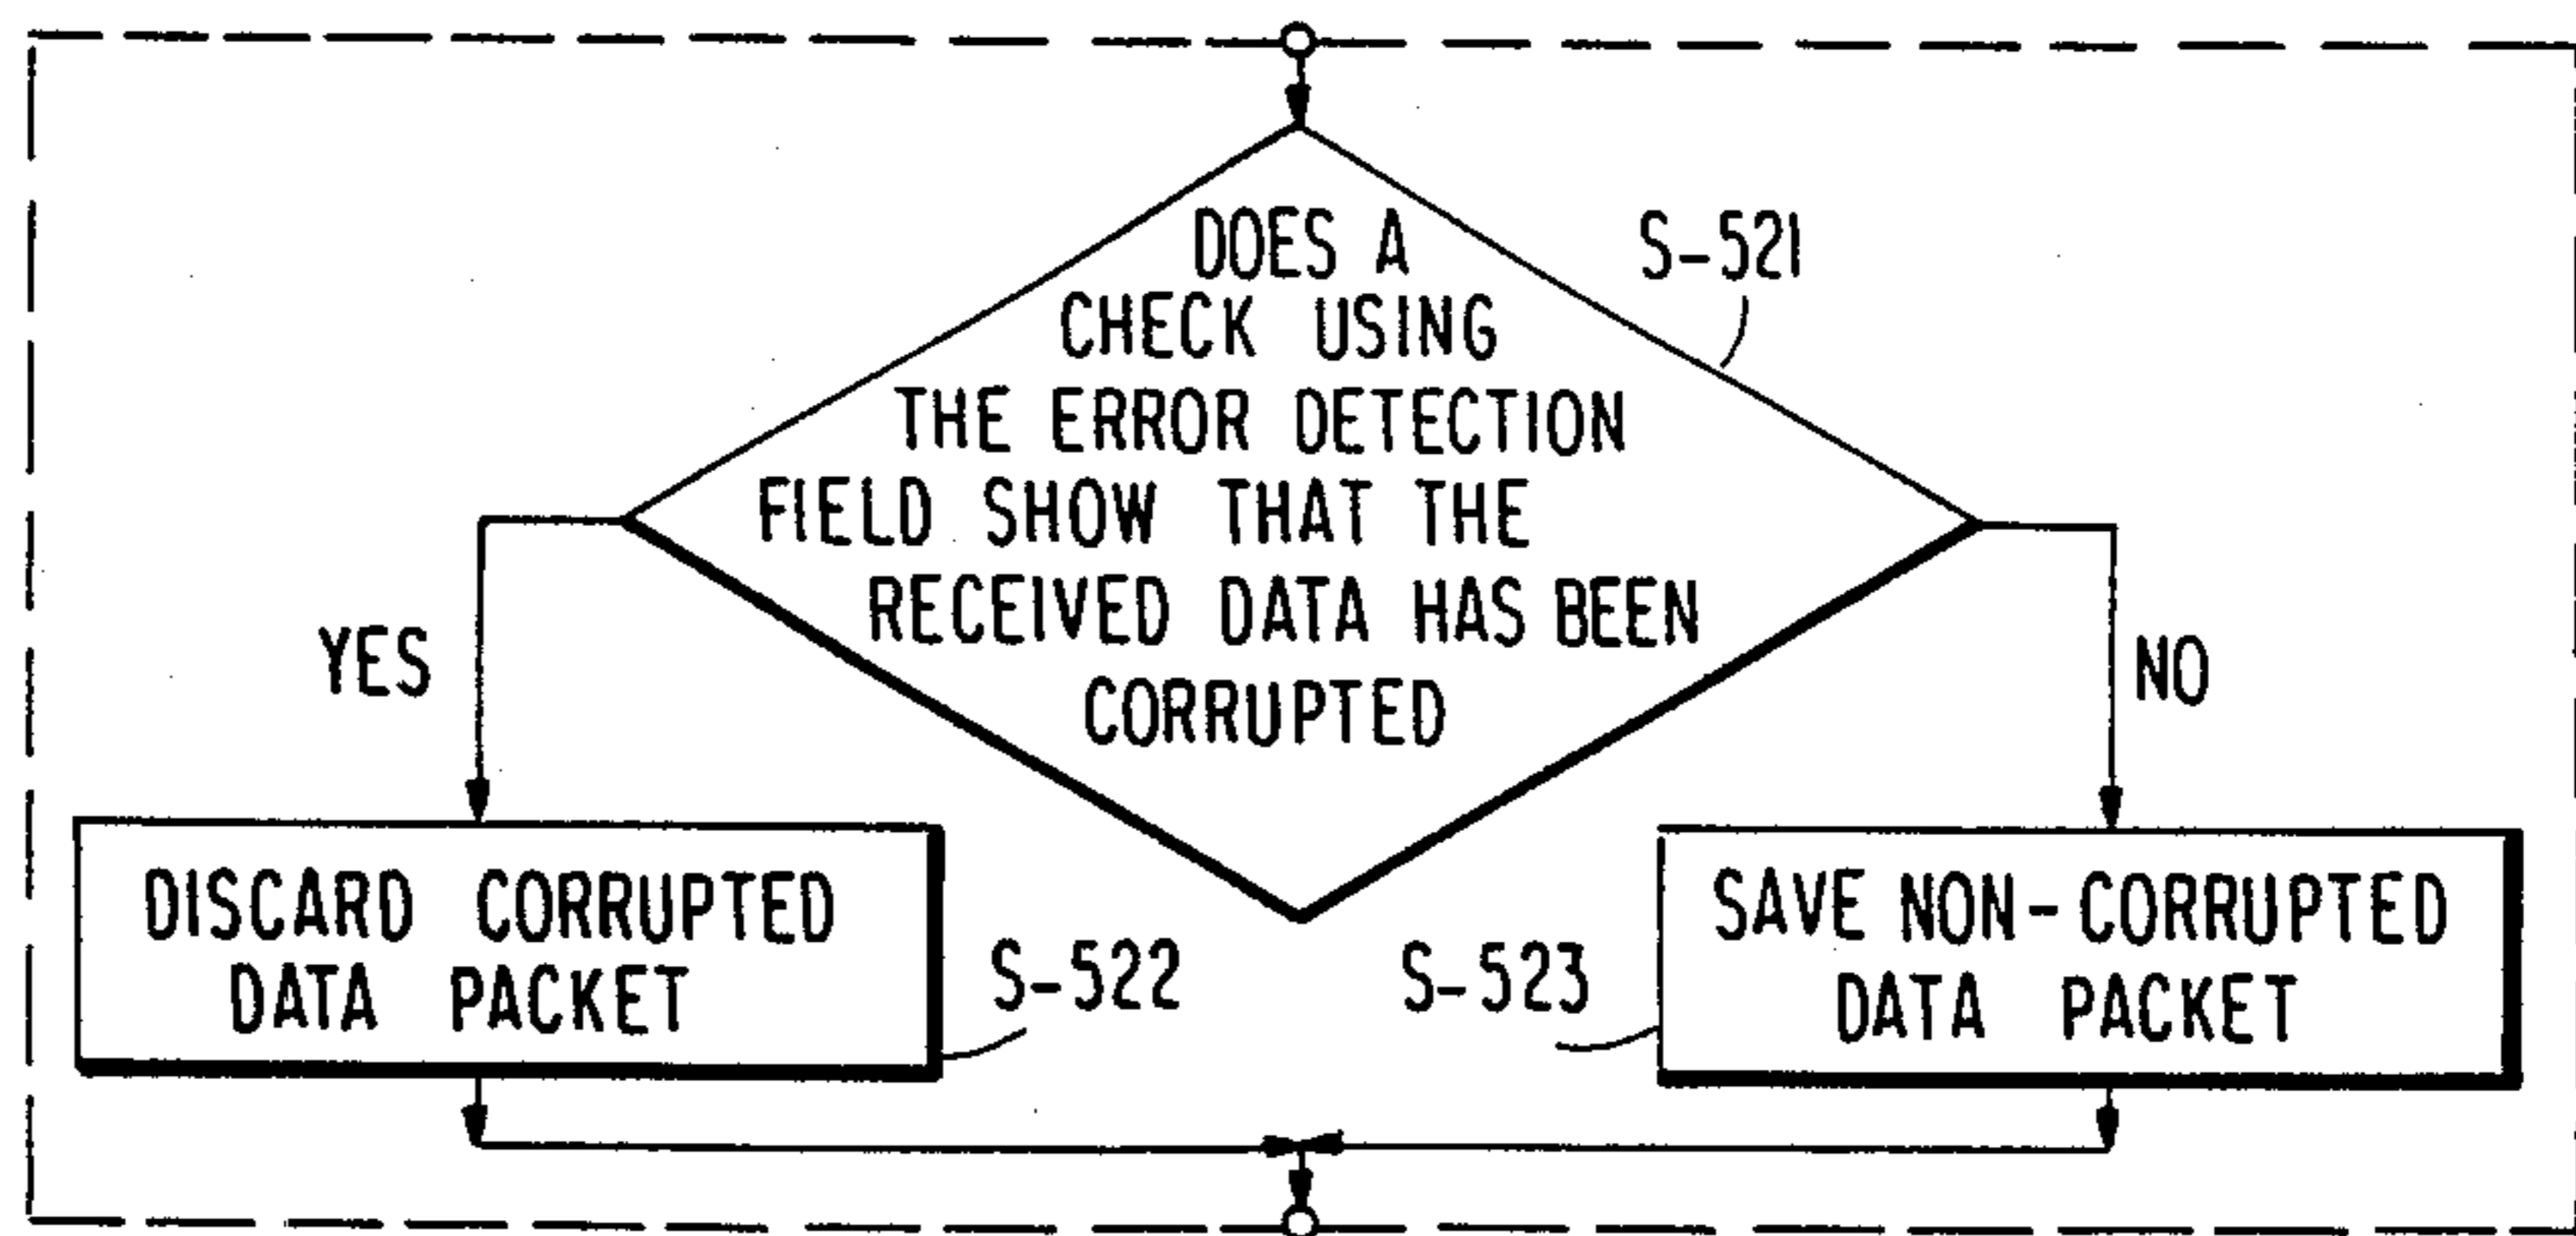 DOES A
CHECK USING
THE ERROR DETECTION
FIELD SHOW THAT THE
RECEIVED DATA HAS BEEN
CORRUPTED
S-521
YES
NO
DISCARD CORRUPTED
DATA PACKET
S-522
S-523
SAVE NON-CORRUPTED
DATA PACKET